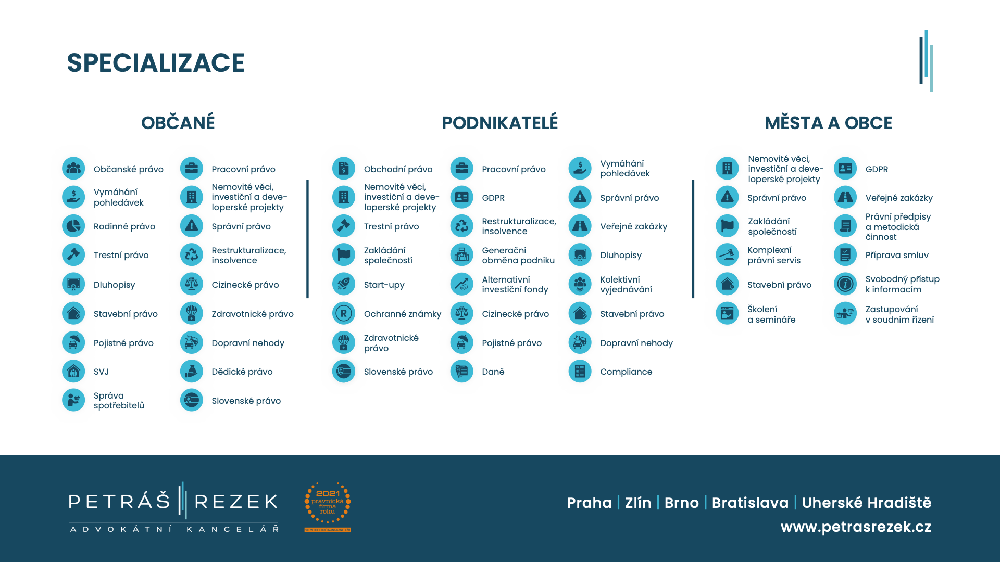 SPECIALIZACE
OBČANÉ
Občanské právo
Vymáhání
pohledávek
Rodinné právo
Trestní právo
Dluhopisy
Stavební právo
Pojistné právo
SVJ
Správa
spotřebitelů
Pracovní právo
Nemovité věci,
investiční a deve-
loperské projekty
Správní právo
Restrukturalizace,
insolvence
Cizinecké právo
Zdravotnické právo
Dopravní nehody
Dědické právo
Slovenské právo
PODNIKATELÉ
Obchodní právo
Nemovité věci,
investiční a deve-
loperské projekty
Trestní právo
Zakládání
společností
Start-upy
R
Ochranné známky
Zdravotnické
právo
Slovenské právo
Pracovní právo
GDPR
Restrukturalizace,
insolvence
Generační
obměna podniku
Alternativní
investiční fondy
Cizinecké právo
Pojistné právo
Daně
Vymáhání
pohledávek
Správní právo
Veřejné zakázky
Dluhopisy
Kolektivní
vyjednávání
Stavební právo
Dopravní nehody
Compliance
MĚSTA A OBCE
Nemovité věci,
investiční a deve-
loperské projekty
Správní právo
Zakládání
společností
Komplexní
právní servis
Stavební právo
Školení
a semináře
GDPR
Veřejné zakázky
Právní předpisy
a metodická
činnost
Příprava smluv
Svobodný přístup
k informacím
Zastupování
v soudním řízení
PETRÁŠ REZEK
ADVOKÁTNÍ KANCELÁŘ
2021
právnická
firma
roku
VELMI DOPORUČOVANÁ KANCELÁŘ
Praha | Zlín | Brno | Bratislava | Uherské Hradiště
www.petrasrezek.cz